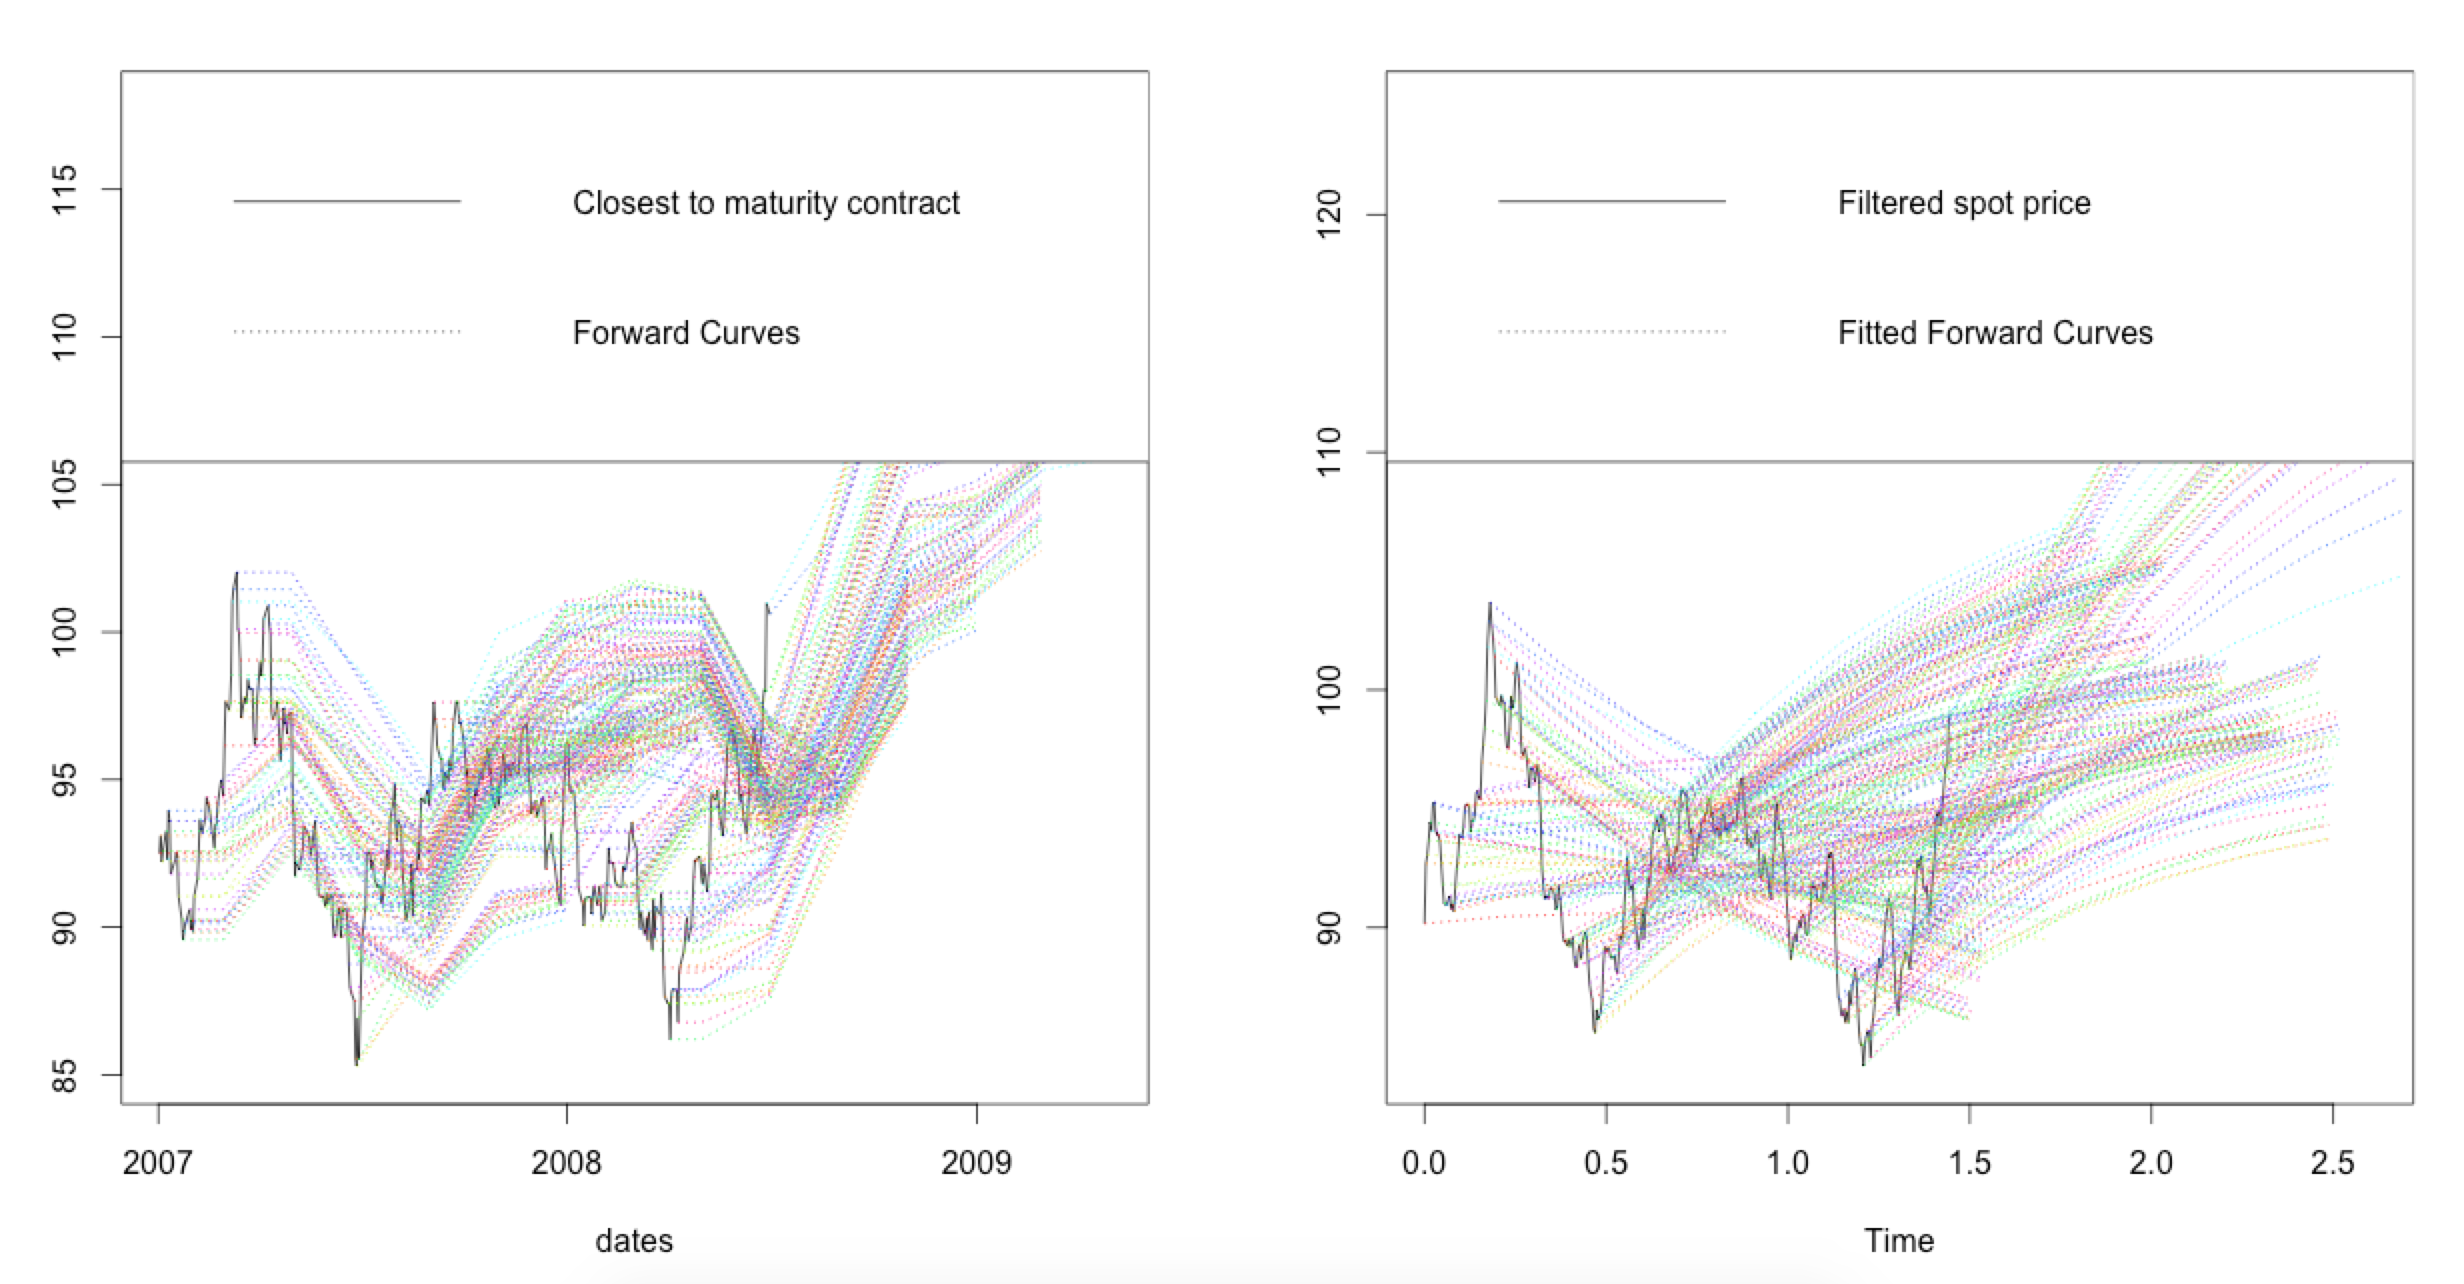 115
110
105
100
95
90
85
Closest to maturity contract
Forward Curves
2007 2008 2009
dates
120
110
100
90
Filtered spot price
Fitted Forward Curves
0.0 0.5 1.0 1.5 2.0 2.5
Time